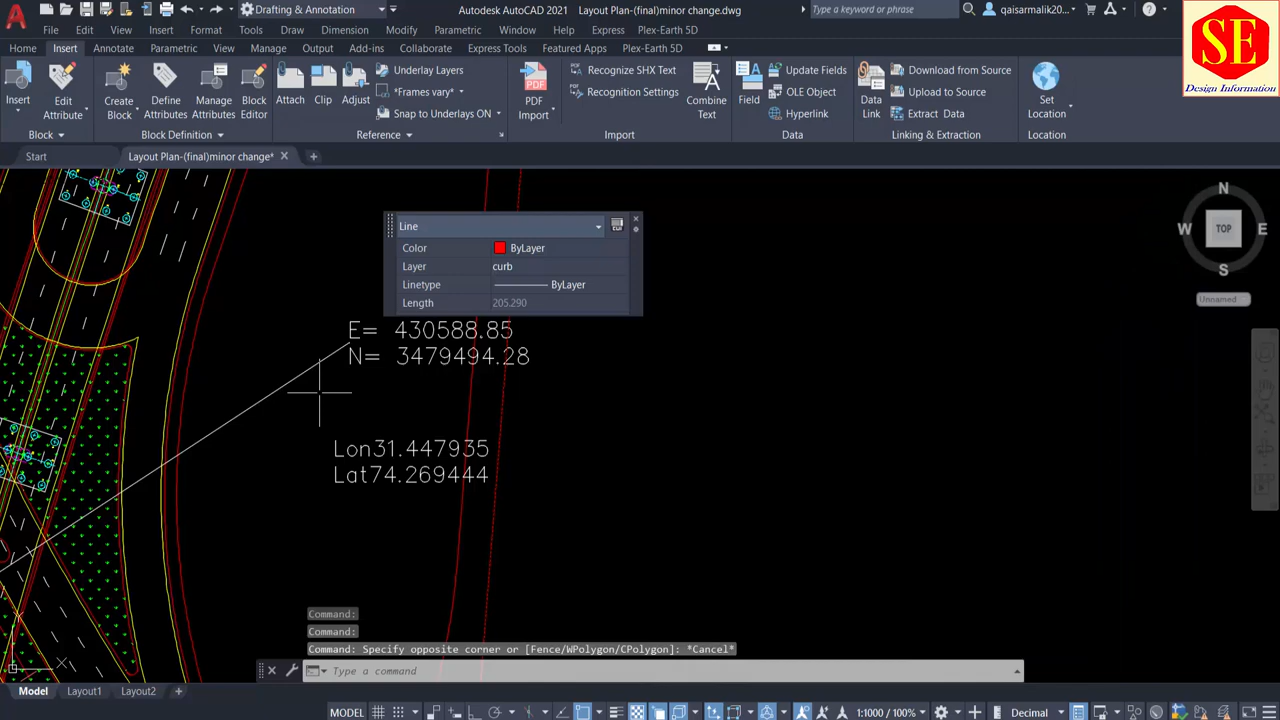 Drafting & Annotation
Autodesk AutoCAD 2021 Layout Plan-(final)minor change.dwg
Type a keyword or phrase
qaisarmalik20...
SE
Design Information
File Edit View Insert Format Tools Draw Dimension Modify Parametric Window Help Express Plex-Earth 5D
Home Insert Annotate Parametric View Manage Output Add-ins Collaborate Express Tools Featured Apps Plex-Earth 5D
Insert
Edit Attribute
Create Block
Define Attributes
Manage Attributes
Block Editor
Attach
Clip
Adjust
Underlay Layers
*Frames vary*
Snap to Underlays ON
PDF Import
Recognize SHX Text
Recognition Settings
Combine Text
Field
Update Fields
OLE Object
Hyperlink
Data Link
Download from Source
Upload to Source
Extract Data
Set Location
Block Block Definition Reference Import Data Linking & Extraction Location
Start Layout Plan-(final)minor change*
Line
Color ByLayer
Layer curb
Linetype ByLayer
Length 205.290
N
W TOP E
S
Unnamed
E= 430588.85
N= 3479494.28
Lon31.447935
Lat74.269444
Command:
Command:
Command: Specify opposite corner or [Fence/WPolygon/CPolygon]: *Cancel*
Type a command
Model Layout1 Layout2
MODEL 1:1000 / 100% Decimal